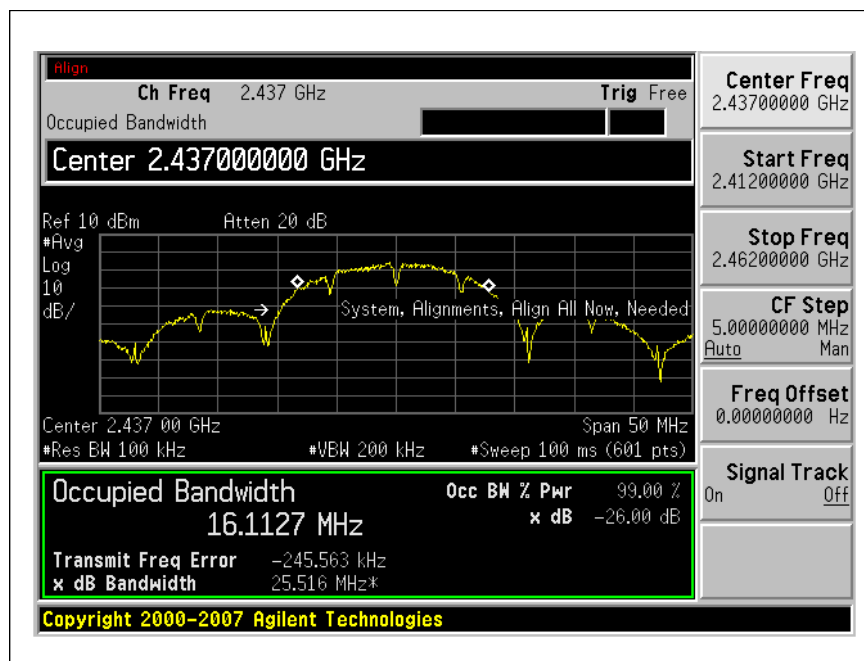 Align
Ch Freq 2.437 GHz Trig Free
Occupied Bandwidth
Center 2.437000000 GHz
Ref 10 dBm Atten 20 dB
#Avg
Log
10
dB/
System, Alignments, Align All Now, Needed
Center 2.437 00 GHz Span 50 MHz
#Res BW 100 kHz #VBW 200 kHz #Sweep 100 ms (601 pts)
Occupied Bandwidth Occ BW % Pwr 99.00 %
16.1127 MHz x dB -26.00 dB
Transmit Freq Error -245.563 kHz
x dB Bandwidth 25.516 MHz*
Copyright 2000-2007 Agilent Technologies
Center Freq
2.43700000 GHz
Start Freq
2.41200000 GHz
Stop Freq
2.46200000 GHz
CF Step
5.00000000 MHz
Auto Man
Freq Offset
0.00000000 Hz
Signal Track
On Off